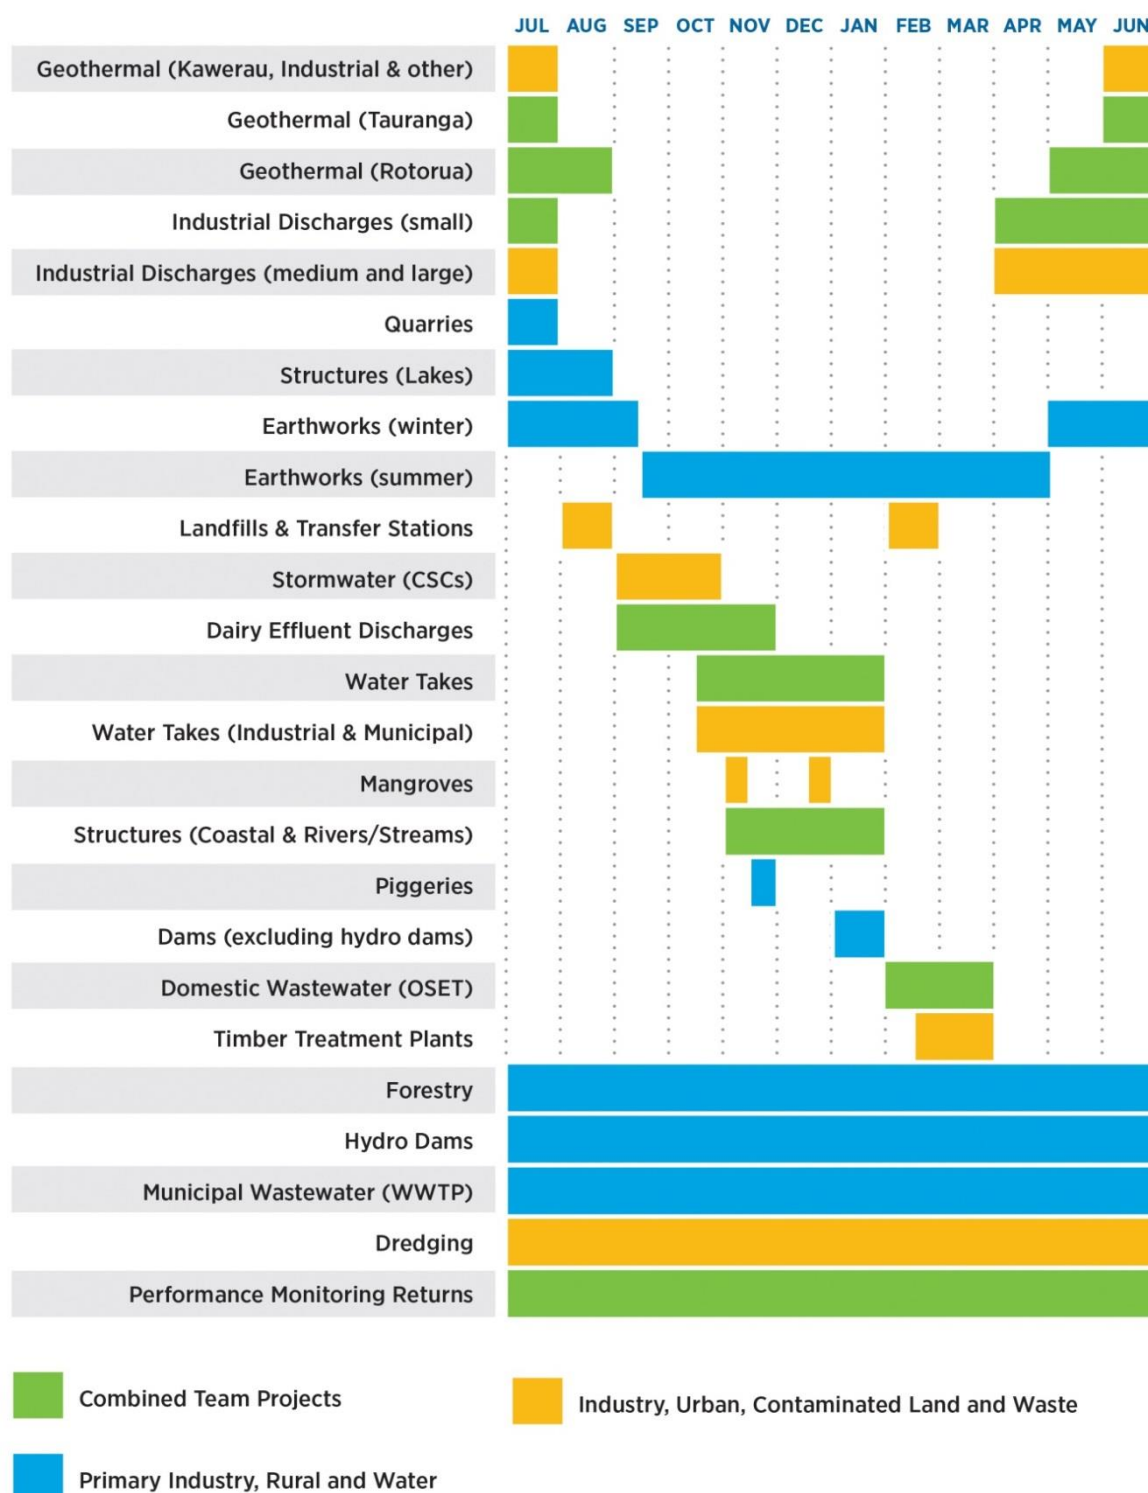 JUL AUG SEP OCT NOV DEC JAN FEB MAR APR MAY JUN
Geothermal (Kawerau, Industrial & other)
Geothermal (Tauranga)
Geothermal (Rotorua)
Industrial Discharges (small)
Industrial Discharges (medium and large)
Quarries
Structures (Lakes)
Earthworks (winter)
Earthworks (summer)
Landfills & Transfer Stations
Stormwater (CSCs)
Dairy Effluent Discharges
Water Takes
Water Takes (Industrial & Municipal)
Mangroves
Structures (Coastal & Rivers/Streams)
Piggeries
Dams (excluding hydro dams)
Domestic Wastewater (OSET)
Timber Treatment Plants
Forestry
Hydro Dams
Municipal Wastewater (WWTP)
Dredging
Performance Monitoring Returns
Combined Team Projects
Industry, Urban, Contaminated Land and Waste
Primary Industry, Rural and Water